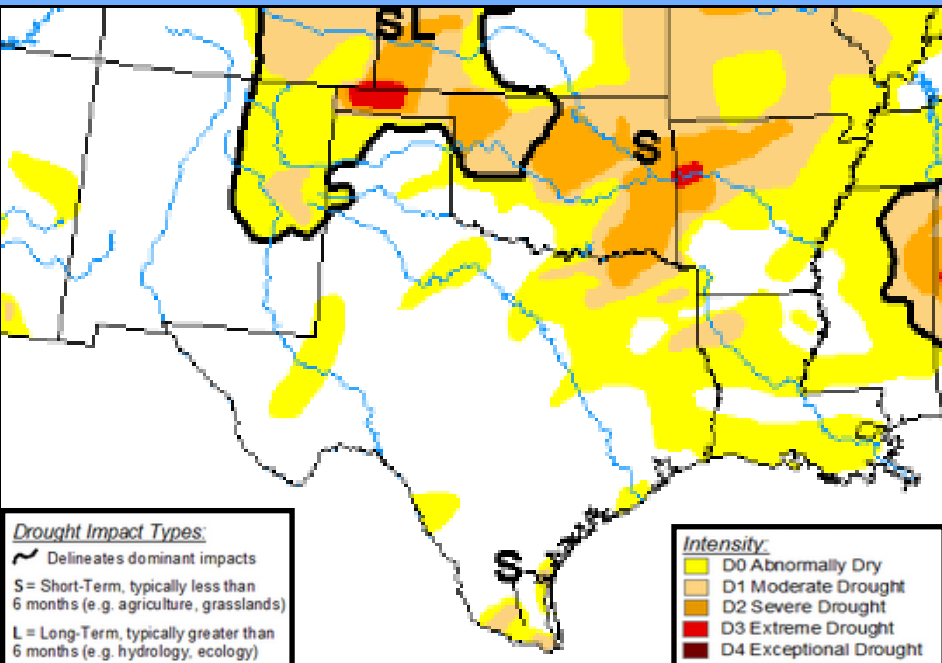 SL
S
S
Drought Impact Types:
Delineates dominant impacts
S = Short-Term, typically less than
6 months (e.g. agriculture, grasslands)
L = Long-Term, typically greater than
6 months (e.g. hydrology, ecology)
Intensity:
D0 Abnormally Dry
D1 Moderate Drought
D2 Severe Drought
D3 Extreme Drought
D4 Exceptional Drought